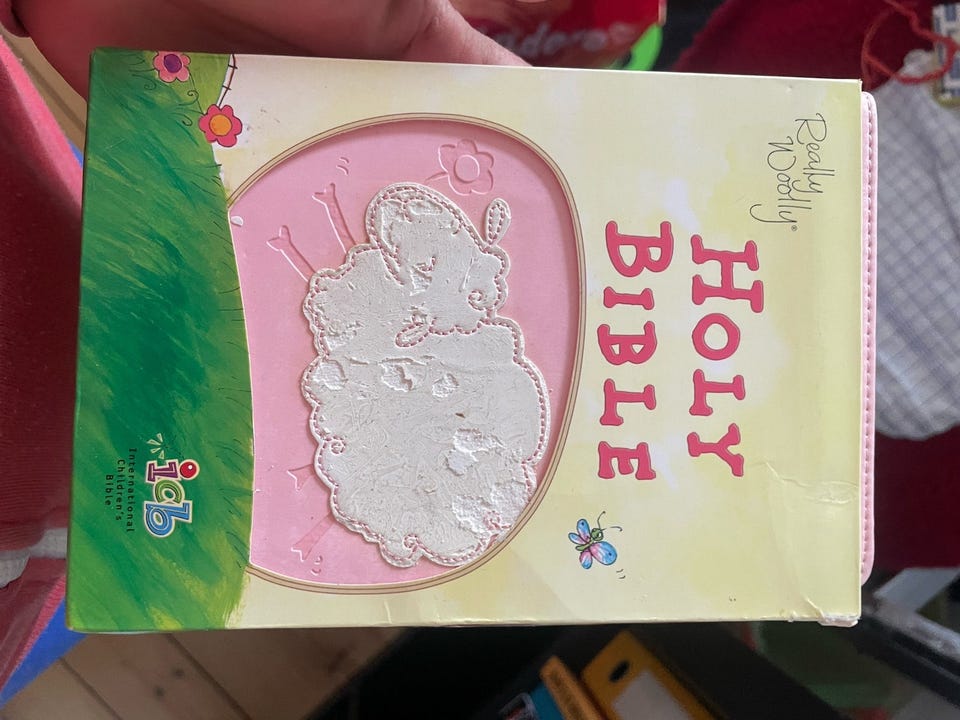 Really
Woolly®
HOLY
BIBLE
icb
International
Children's
Bible®